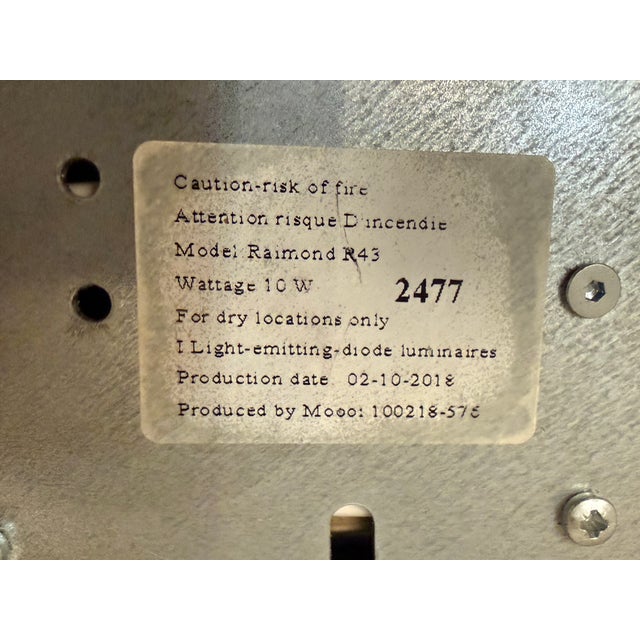 Caution-risk of fire
Attention risque D'incendie
Model: Raimond R43
Wattage 10 W 2477
For dry locations only
I Light-emitting-diode luminaires
Production date: 02-10-2018
Produced by Moooi 100218-576